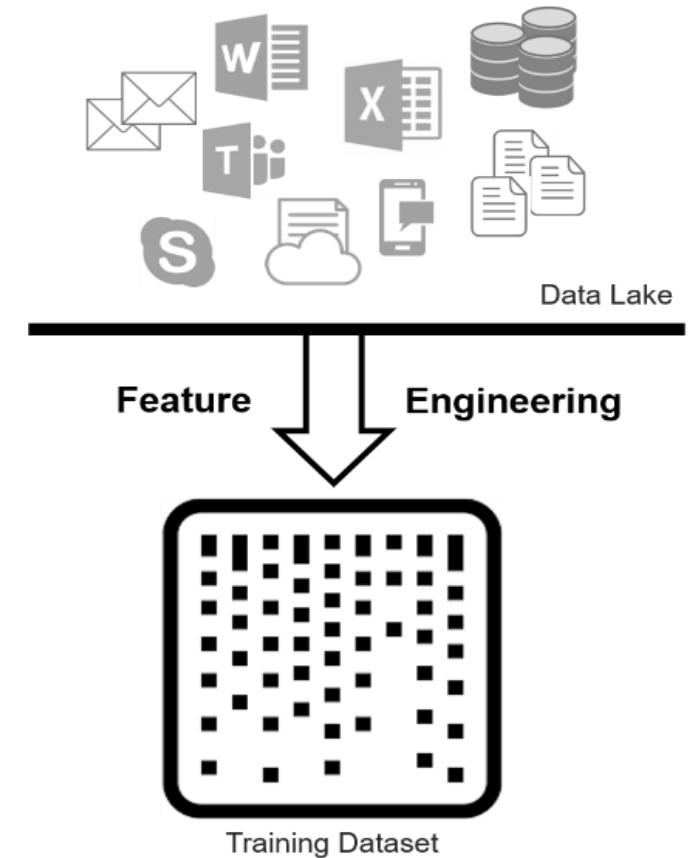 W
X
T
S
Data Lake
Feature Engineering
Training Dataset